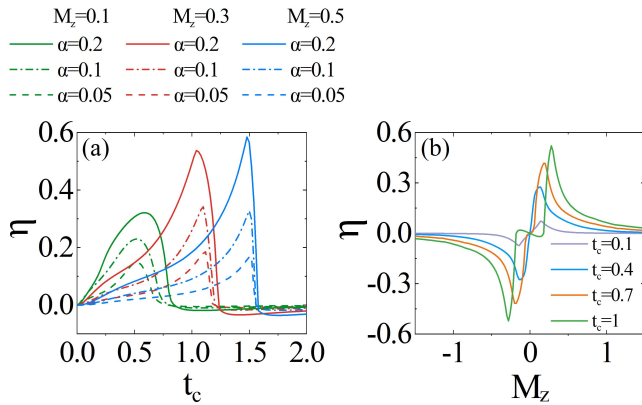 M_z=0.1 M_z=0.3 M_z=0.5
α=0.2 α=0.2 α=0.2
α=0.1 α=0.1 α=0.1
α=0.05 α=0.05 α=0.05
(a)
η
0.6
0.4
0.2
0.0
0.0 0.5 1.0 1.5 2.0
t_c
(b)
η
0.6
0.3
0.0
-0.3
-0.6
t_c=0.1
t_c=0.4
t_c=0.7
t_c=1
-1 0 1
M_z